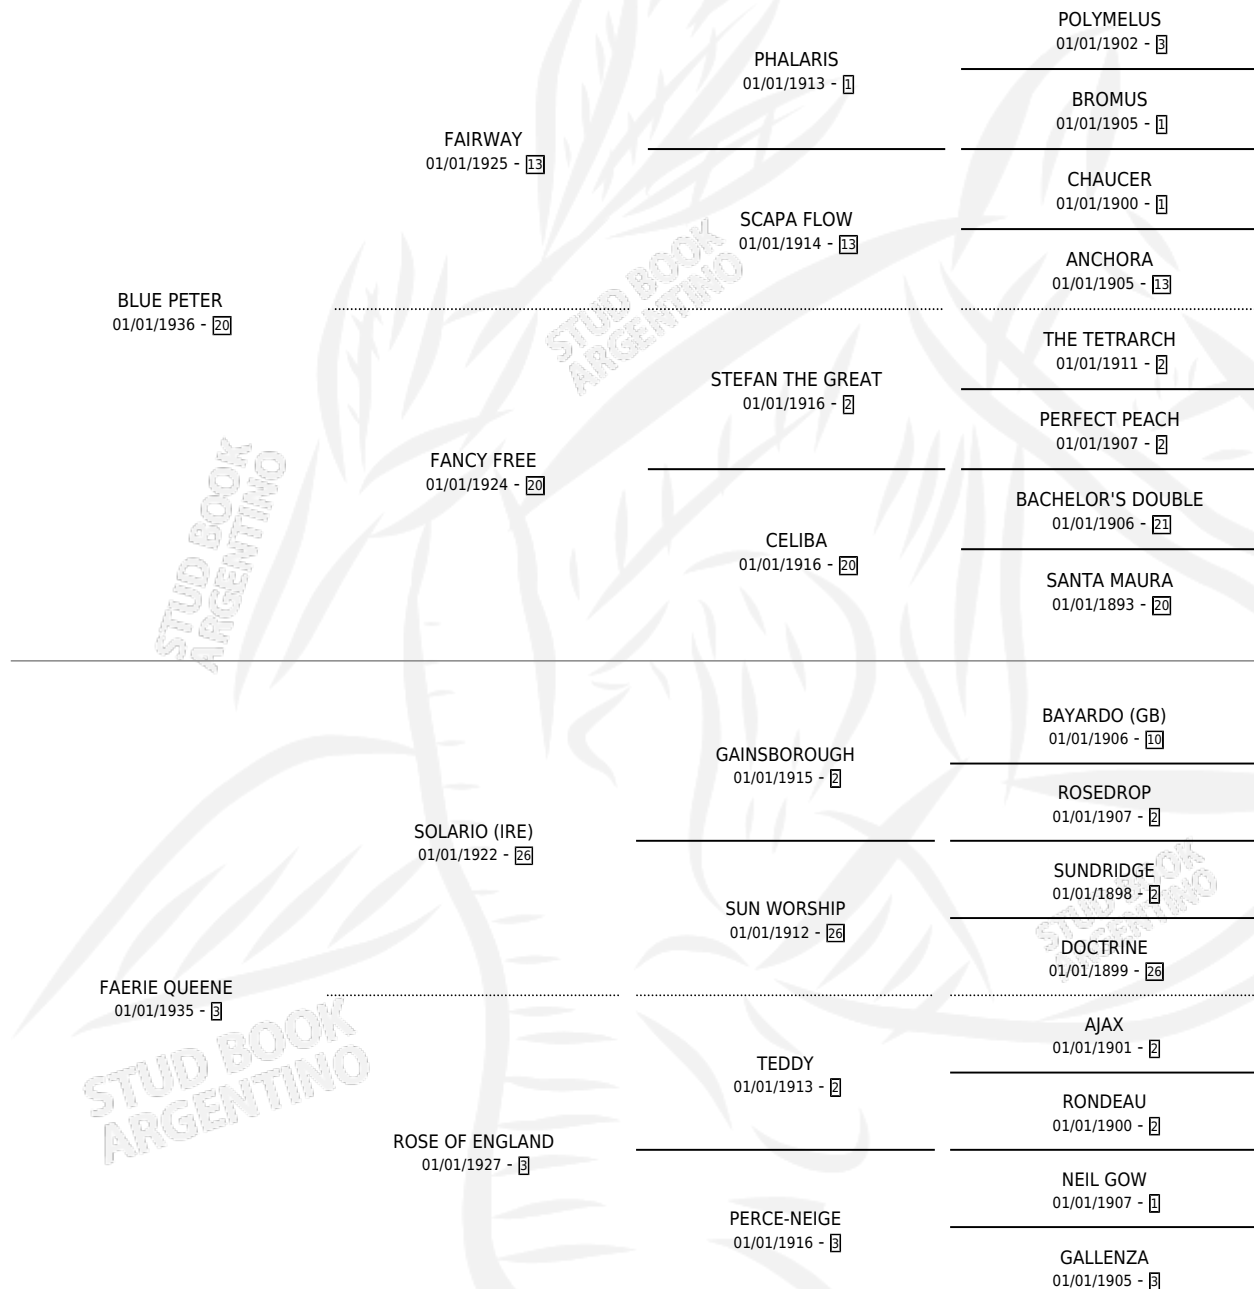 POLYMELUS
01/01/1902 - 3
PHALARIS
01/01/1913 - 1
BROMUS
01/01/1905 - 1
FAIRWAY
01/01/1925 - 13
CHAUCER
01/01/1900 - 1
SCAPA FLOW
01/01/1914 - 13
ANCHORA
01/01/1905 - 13
BLUE PETER
01/01/1936 - 20
THE TETRARCH
01/01/1911 - 2
STEFAN THE GREAT
01/01/1916 - 2
PERFECT PEACH
01/01/1907 - 2
FANCY FREE
01/01/1924 - 20
BACHELOR'S DOUBLE
01/01/1906 - 21
CELIBA
01/01/1916 - 20
SANTA MAURA
01/01/1893 - 20
BAYARDO (GB)
01/01/1906 - 10
GAINSBOROUGH
01/01/1915 - 2
ROSEDROP
01/01/1907 - 2
SOLARIO (IRE)
01/01/1922 - 26
SUNDRIDGE
01/01/1898 - 2
SUN WORSHIP
01/01/1912 - 26
DOCTRINE
01/01/1899 - 26
FAERIE QUEENE
01/01/1935 - 3
AJAX
01/01/1901 - 2
TEDDY
01/01/1913 - 2
RONDEAU
01/01/1900 - 2
ROSE OF ENGLAND
01/01/1927 - 3
NEIL GOW
01/01/1907 - 1
PERCE-NEIGE
01/01/1916 - 3
GALLENZA
01/01/1905 - 3
STUD BOOK
ARGENTINO
STUD BOOK
ARGENTINO
STUD BOOK
ARGENTINO
STUD BOOK
ARGENTINO